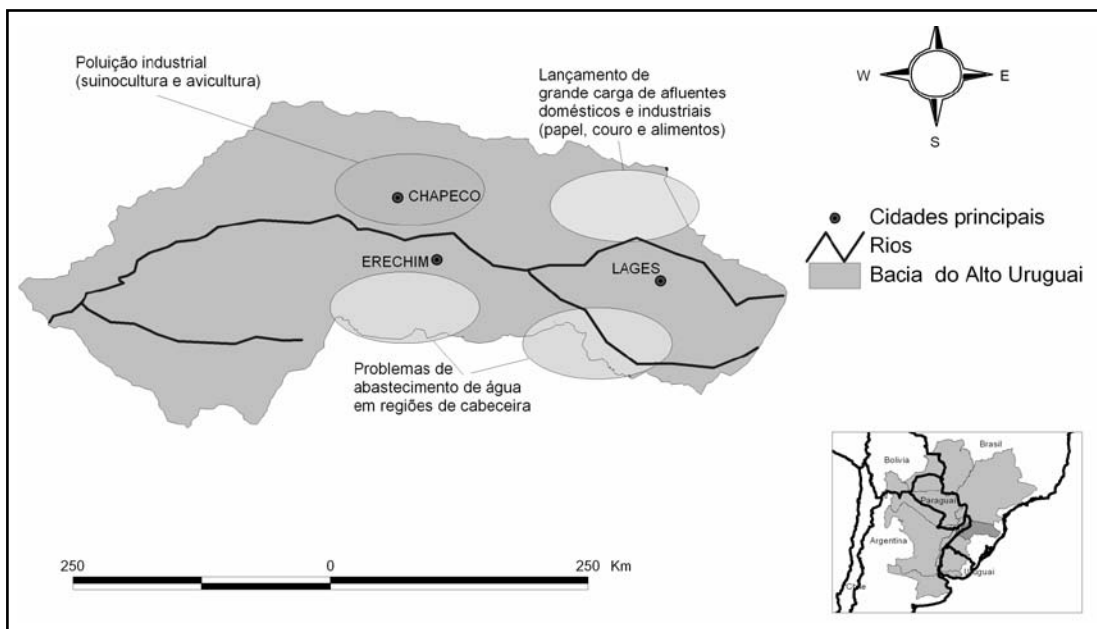 Poluição industrial
(suinocultura e avicultura)
Lançamento de
grande carga de afluentes
domésticos e industriais
(papel, couro e alimentos)
W
E
S
CHAPECO
ERECHIM
LAGES
Cidades principais
Rios
Bacia do Alto Uruguai
Problemas de
abastecimento de água
em regiões de cabeceira
250
0
250
Km
Brasil
Bolivia
Paraguai
Argentina
Uruguai